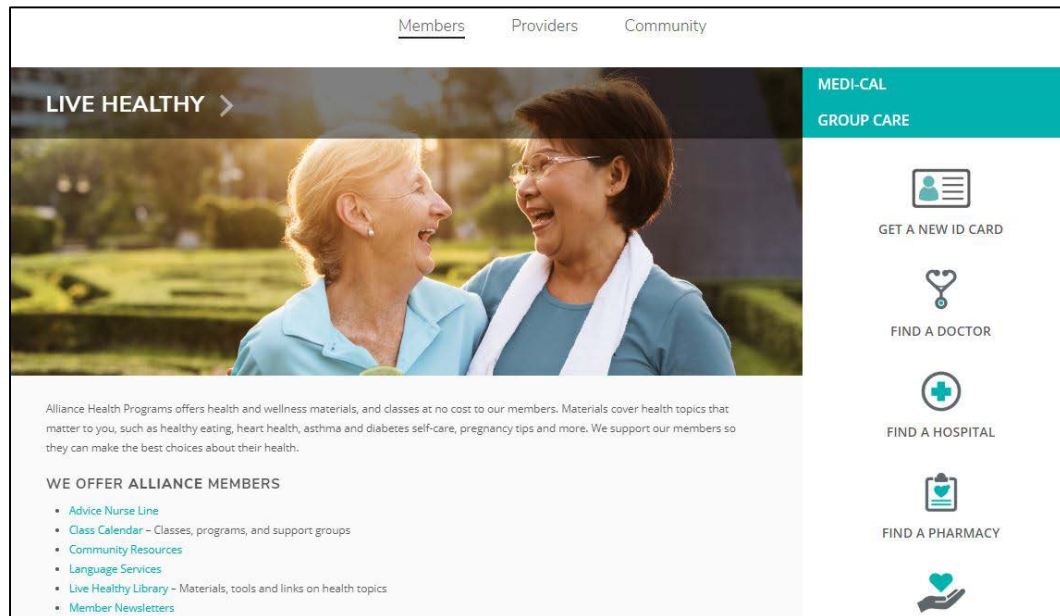 Members Providers Community
LIVE HEALTHY
MEDI-CAL
GROUP CARE
GET A NEW ID CARD
FIND A DOCTOR
FIND A HOSPITAL
FIND A PHARMACY
Alliance Health Programs offers health and wellness materials, and classes at no cost to our members. Materials cover health topics that
matter to you, such as healthy eating, heart health, asthma and diabetes self-care, pregnancy tips and more. We support our members so
they can make the best choices about their health.
WE OFFER ALLIANCE MEMBERS
• Advice Nurse Line
• Class Calendar – Classes, programs, and support groups
• Community Resources
• Language Services
• Live Healthy Library – Materials, tools and links on health topics
• Member Newsletters